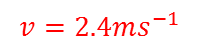 v = 2.4ms⁻¹